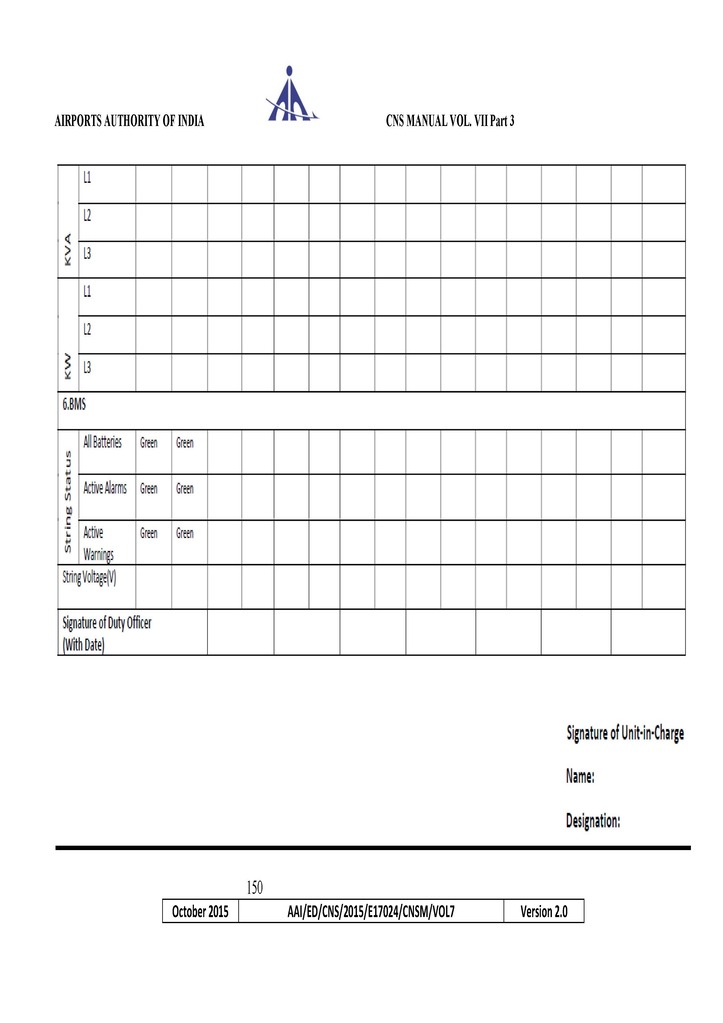 AIRPORTS AUTHORITY OF INDIA CNS MANUAL VOL. VII Part 3
KVA
L1
L2
L3
KW
L1
L2
L3
6.BMS
String Status
All Batteries Green Green
Active Alarms Green Green
Active Green Green
Warnings
String Voltage(V)
Signature of Duty Officer
(With Date)
Signature of Unit-in-Charge
Name:
Designation:
150
October 2015 AAI/ED/CNS/2015/E17024/CNSM/VOL7 Version 2.0